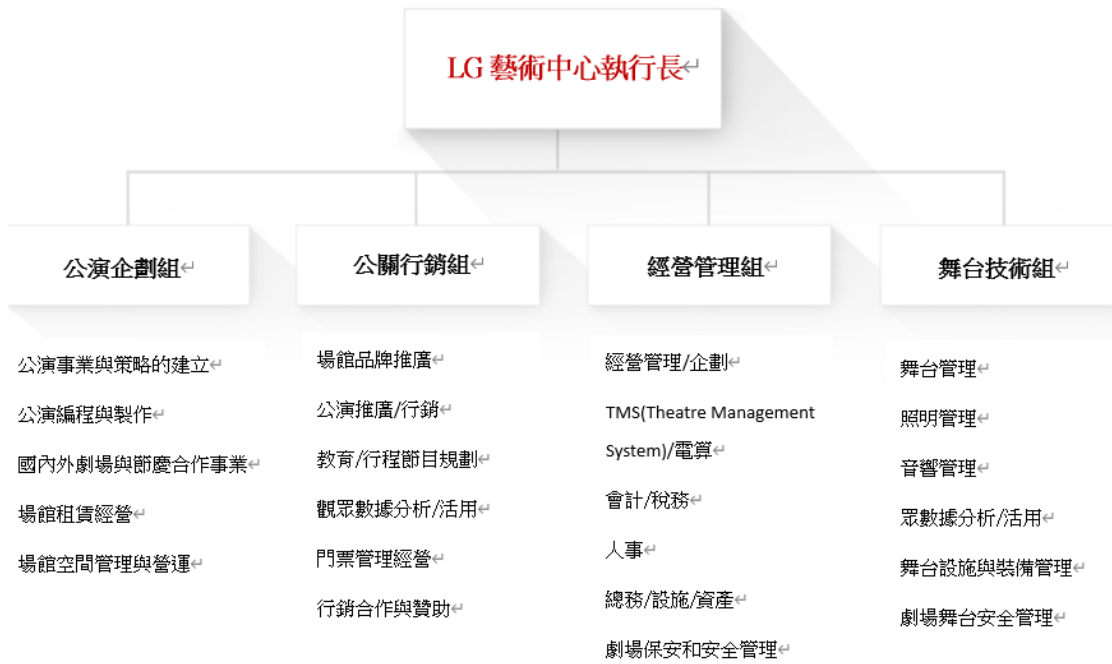 LG 藝術中心執行長
公演企劃組
公演事業與策略的建立
公演編程與製作
國內外劇場與節慶合作事業
場館租賃經營
場館空間管理與營運
公關行銷組
場館品牌推廣
公演推廣/行銷
教育/行程節目規劃
觀眾數據分析/活用
門票管理經營
行銷合作與贊助
經營管理組
經營管理/企劃
TMS(Theatre Management
System)/電算
會計/稅務
人事
總務/設施/資產
劇場保安和安全管理
舞台技術組
舞台管理
照明管理
音響管理
眾數據分析/活用
舞台設施與裝備管理
劇場舞台安全管理